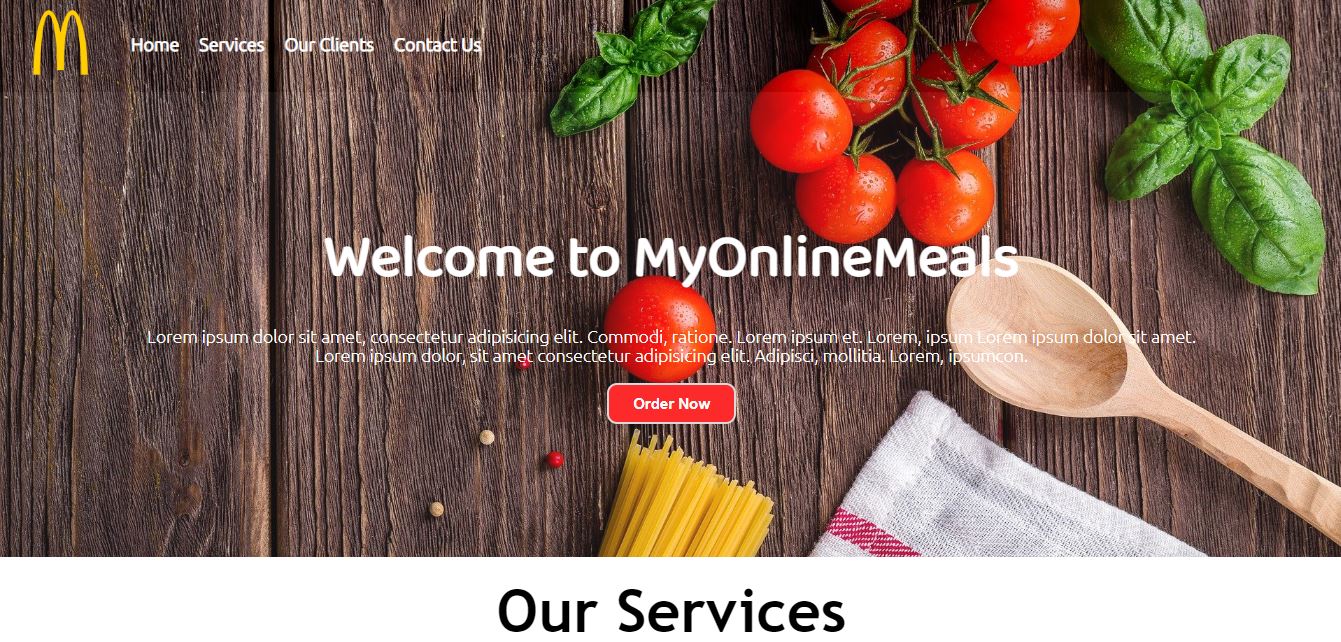 Home Services Our Clients Contact Us
Welcome to MyOnlineMeals
Lorem ipsum dolor sit amet, consectetur adipisicing elit. Commodi, ratione. Lorem ipsum et. Lorem, ipsum Lorem ipsum dolor sit amet.
Lorem ipsum dolor, sit amet consectetur adipisicing elit. Adipisci, mollitia. Lorem, ipsumcon.
Order Now
Our Services